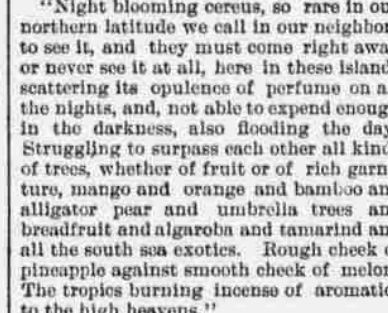 "Night blooming cereus, so rare in ou
northern latitude we call in our neighbor
to see it, and they must come right awa
or never see it at all, here in these island
scattering its opulence of perfume on a
the nights, and, not able to expend enoug
in the darkness, also flooding the day
Struggling to surpass each other all kind
of trees, whether of fruit or of rich garn
ture, mango and orange and bamboo an
alligator pear and umbrella trees an
breadfruit and algaroba and tamarind an
all the south sea exotics. Rough cheek o
pineapple against smooth cheek of melon
The tropics burning incense of aromatic
to the high heavens."